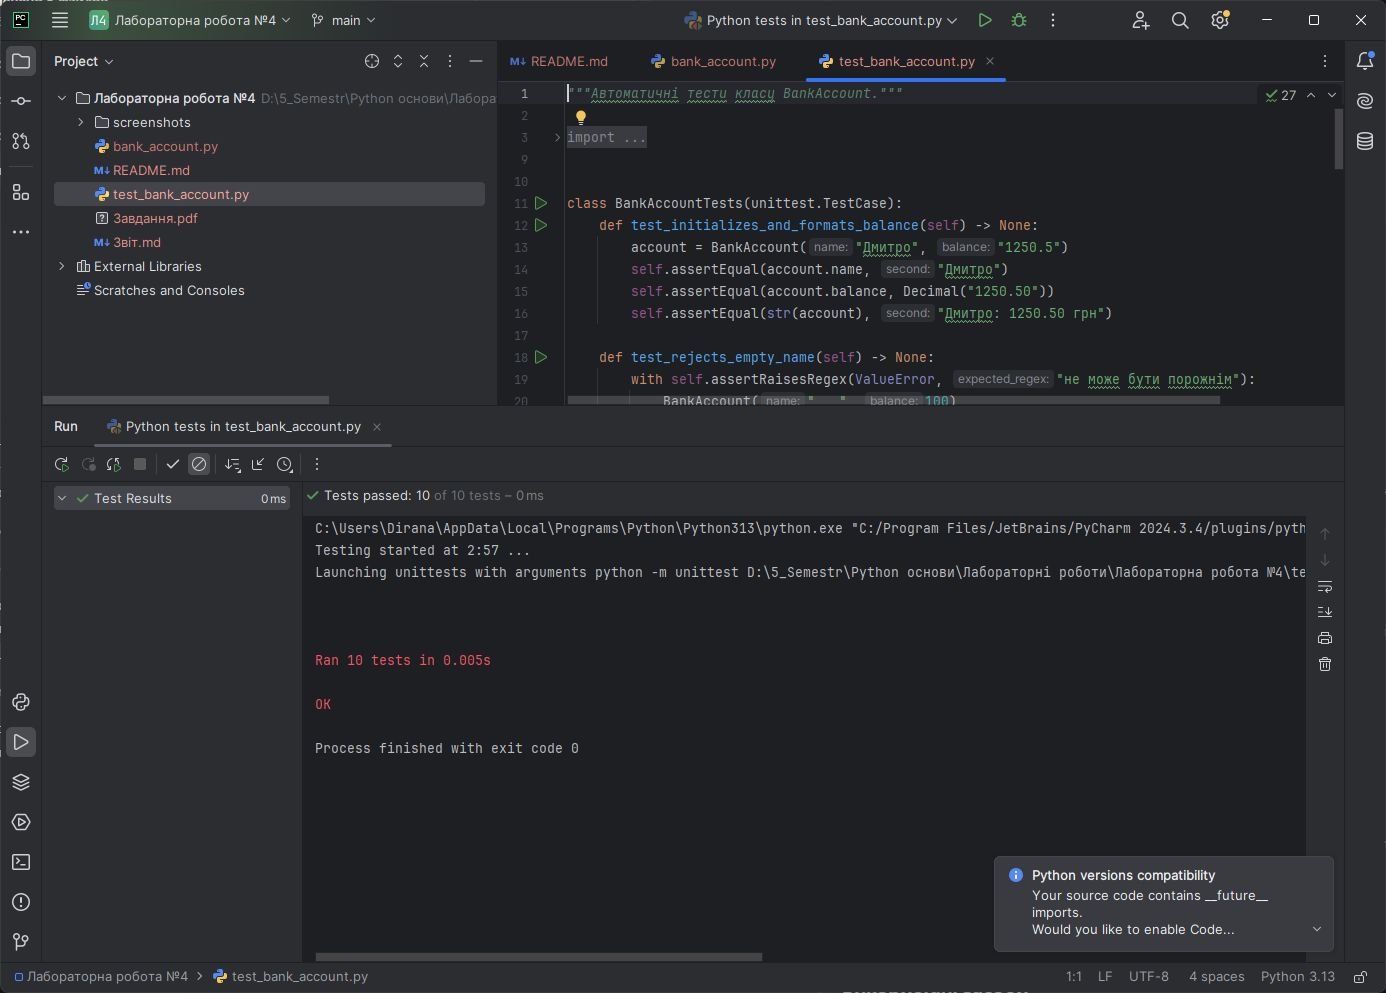 PC Л4 Лабораторна робота №4 main Python tests in test_bank_account.py
Project
README.md bank_account.py test_bank_account.py
Лабораторна робота №4 D:\5_Semestr\Python основи\Лабора
screenshots
bank_account.py
README.md
test_bank_account.py
Завдання.pdf
Звіт.md
External Libraries
Scratches and Consoles
27
1 """Автоматичні тести класу BankAccount."""
2
3 import ...
9
10
11 class BankAccountTests(unittest.TestCase):
12 def test_initializes_and_formats_balance(self) -> None:
13 account = BankAccount( name: "Дмитро", balance: "1250.5")
14 self.assertEqual(account.name, second: "Дмитро")
15 self.assertEqual(account.balance, Decimal("1250.50"))
16 self.assertEqual(str(account), second: "Дмитро: 1250.50 грн")
17
18 def test_rejects_empty_name(self) -> None:
19 with self.assertRaisesRegex(ValueError, expected_regex: "не може бути порожнім"):
20 BankAccount( name: " ", balance: 100)
Run Python tests in test_bank_account.py
Test Results 0 ms
Tests passed: 10 of 10 tests – 0 ms
C:\Users\Dirana\AppData\Local\Programs\Python\Python313\python.exe "C:/Program Files/JetBrains/PyCharm 2024.3.4/plugins/pyth
Testing started at 2:57 ...
Launching unittests with arguments python -m unittest D:\5_Semestr\Python основи\Лабораторні роботи\Лабораторна робота №4\te
Ran 10 tests in 0.005s
OK
Process finished with exit code 0
Python versions compatibility
Your source code contains __future__
imports.
Would you like to enable Code...
Лабораторна робота №4 > test_bank_account.py 1:1 LF UTF-8 4 spaces Python 3.13